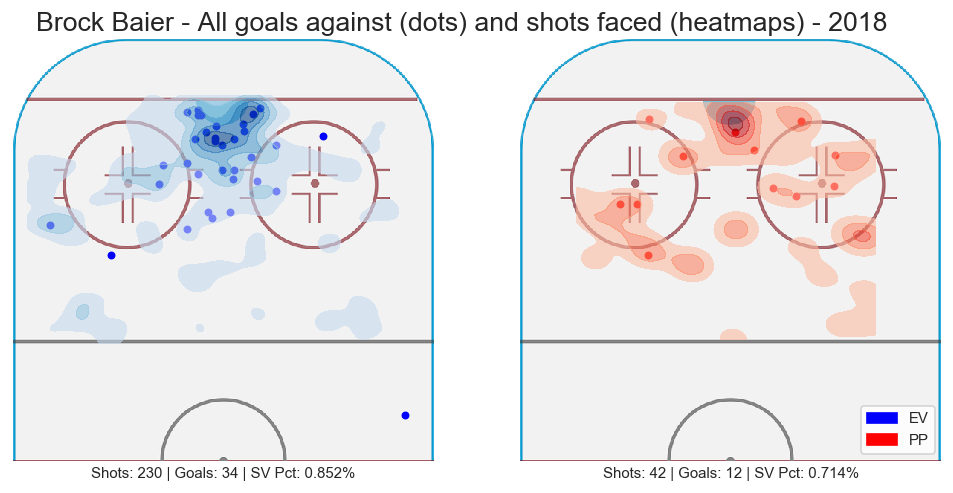 Brock Baier - All goals against (dots) and shots faced (heatmaps) - 2018
EV
PP
Shots: 230 | Goals: 34 | SV Pct: 0.852%
Shots: 42 | Goals: 12 | SV Pct: 0.714%